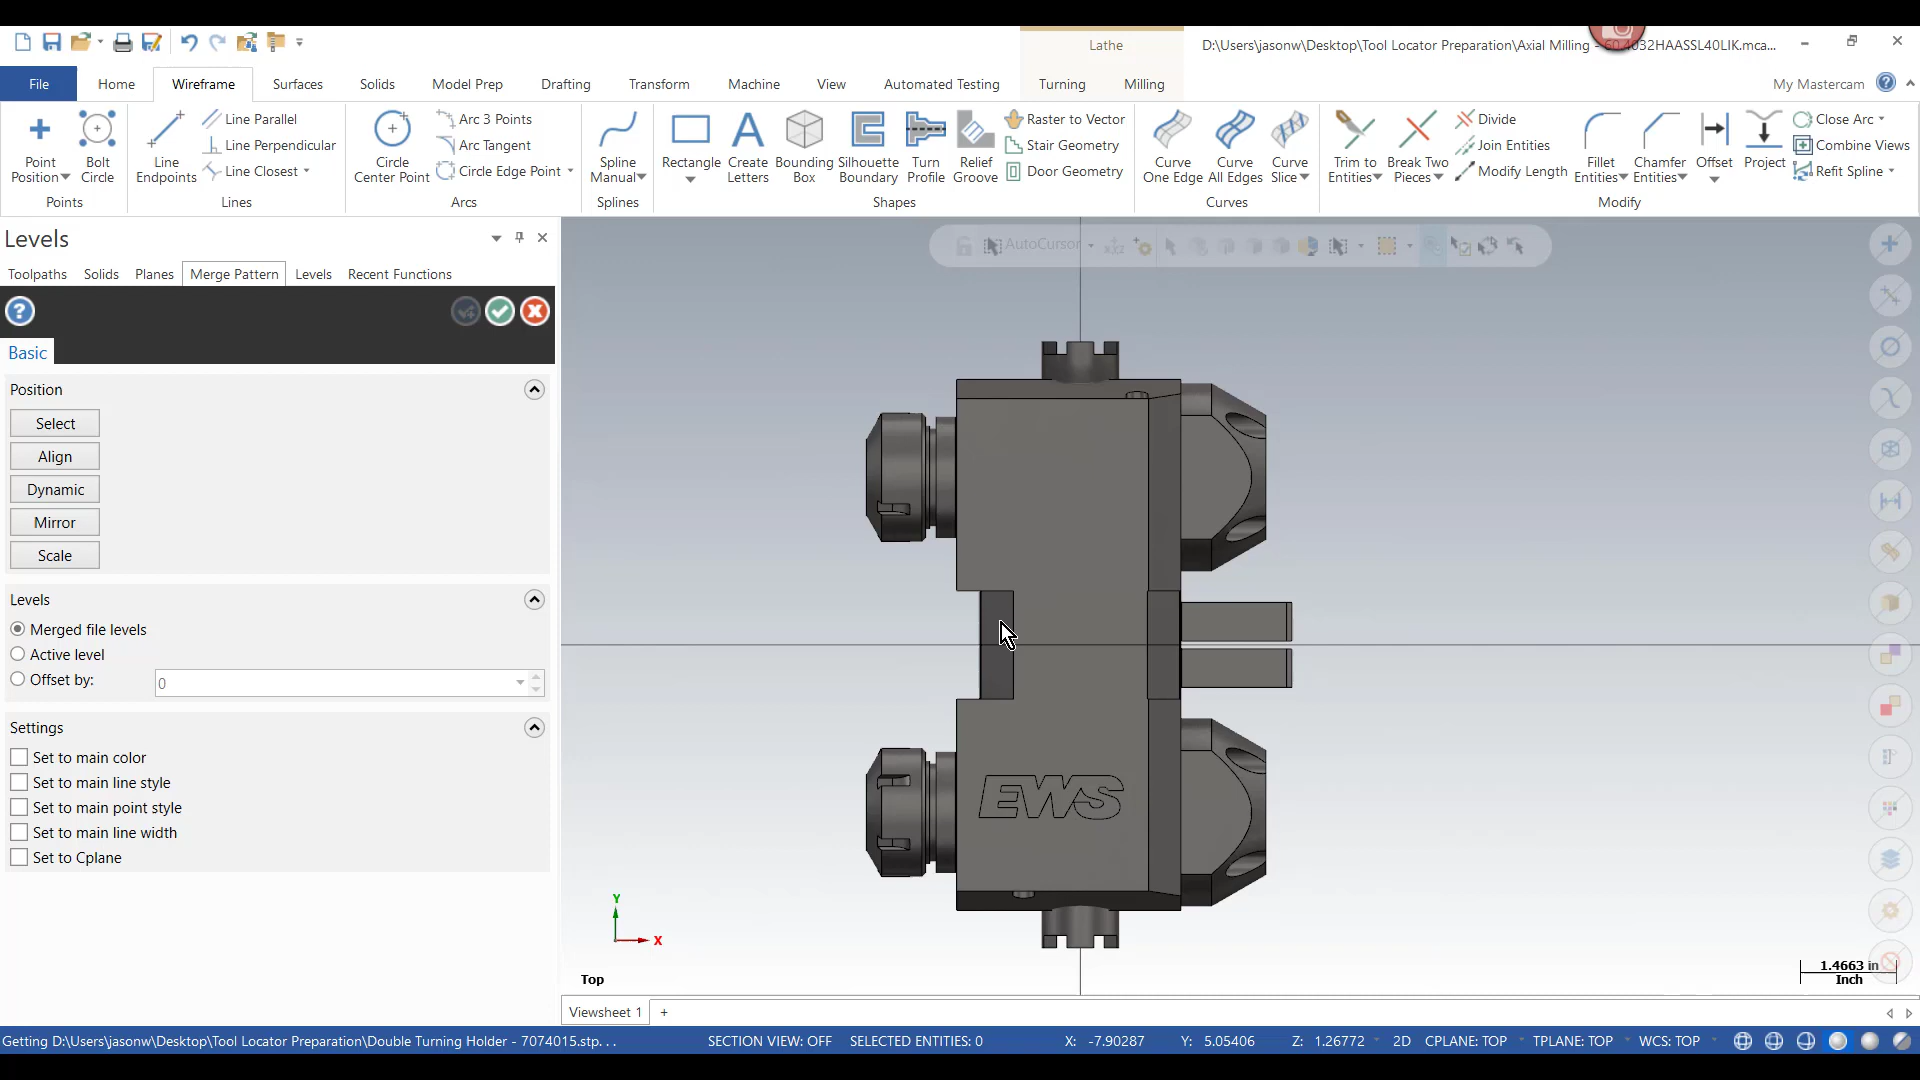 Lathe
D:\Users\jasonw\Desktop\Tool Locator Preparation\Axial Milling - 60.4032HAASSL40LIK.mca...
File Home Wireframe Surfaces Solids Model Prep Drafting Transform Machine View Automated Testing Turning Milling My Mastercam
Point Position
Bolt Circle
Points
Line Endpoints
Line Parallel
Line Perpendicular
Line Closest
Lines
Circle Center Point
Arc 3 Points
Arc Tangent
Circle Edge Point
Arcs
Spline Manual
Splines
Rectangle
Create Letters
Bounding Box
Silhouette Boundary
Turn Profile
Relief Groove
Raster to Vector
Stair Geometry
Door Geometry
Shapes
Curve One Edge
Curve All Edges
Curve Slice
Curves
Trim to Entities
Break Two Pieces
Divide
Join Entities
Modify Length
Fillet Entities
Chamfer Entities
Offset
Project
Close Arc
Combine Views
Refit Spline
Modify
Levels
Toolpaths Solids Planes Merge Pattern Levels Recent Functions
Basic
Position
Select
Align
Dynamic
Mirror
Scale
Levels
Merged file levels
Active level
Offset by: 0
Settings
Set to main color
Set to main line style
Set to main point style
Set to main line width
Set to Cplane
AutoCursor
EWS
Y
X
Top
1.4663 in
Inch
Viewsheet 1 +
Getting D:\Users\jasonw\Desktop\Tool Locator Preparation\Double Turning Holder - 7074015.stp. . . SECTION VIEW: OFF SELECTED ENTITIES: 0 X: -7.90287 Y: 5.05406 Z: 1.26772 2D CPLANE: TOP TPLANE: TOP WCS: TOP